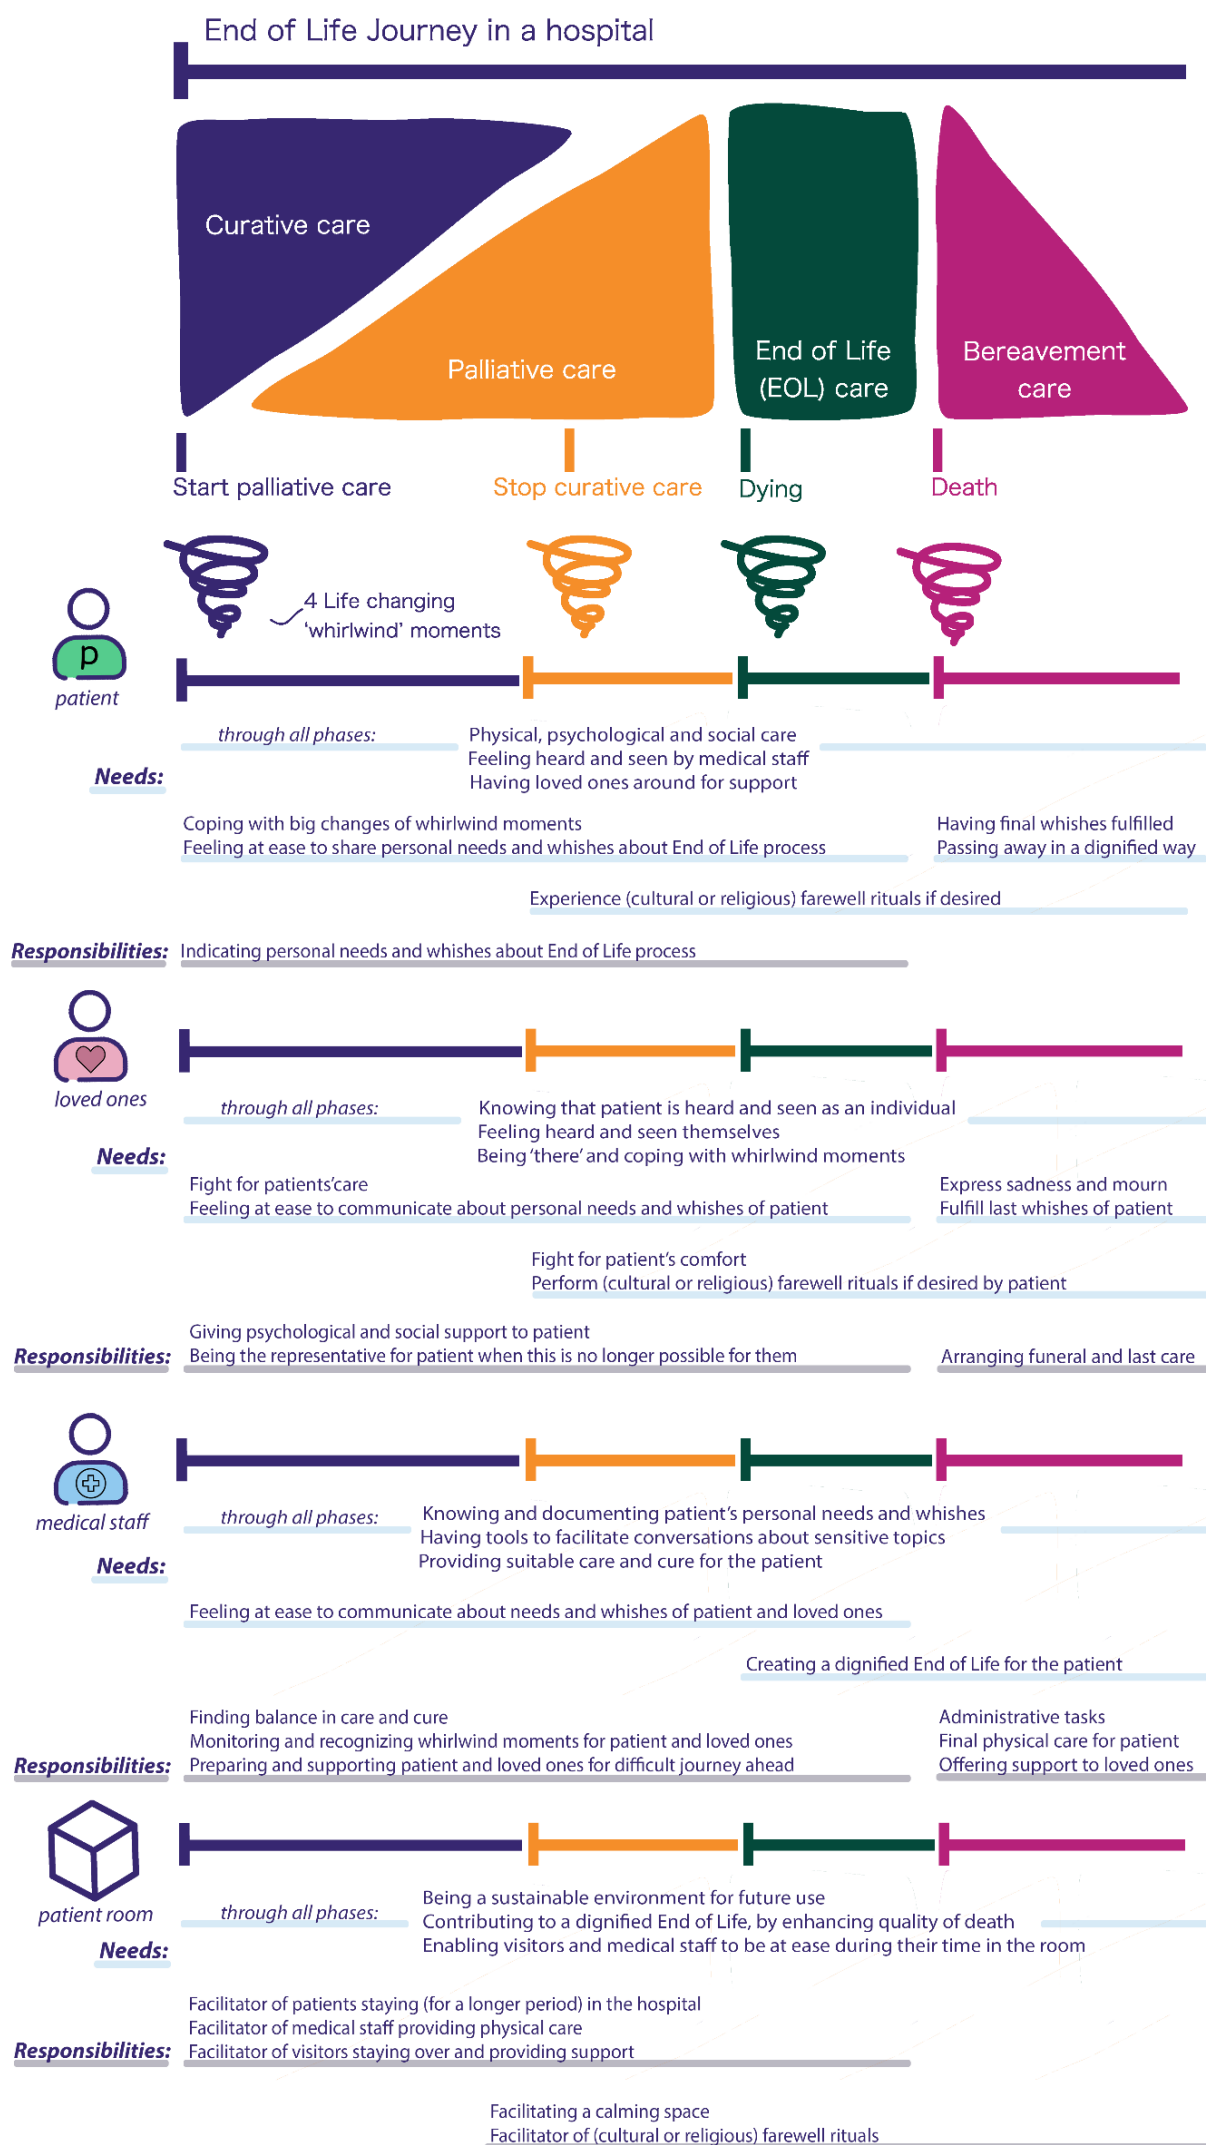 End of Life Journey in a hospital
Curative care
Palliative care
End of Life
(EOL) care
Bereavement
care
Start palliative care
Stop curative care
Dying
Death
4 Life changing
'whirlwind' moments
p
patient
through all phases:
Physical, psychological and social care
Feeling heard and seen by medical staff
Having loved ones around for support
Needs:
Coping with big changes of whirlwind moments
Feeling at ease to share personal needs and whishes about End of Life process
Having final whishes fulfilled
Passing away in a dignified way
Experience (cultural or religious) farewell rituals if desired
Responsibilities:
Indicating personal needs and whishes about End of Life process
loved ones
through all phases:
Knowing that patient is heard and seen as an individual
Feeling heard and seen themselves
Being 'there' and coping with whirlwind moments
Needs:
Fight for patients'care
Feeling at ease to communicate about personal needs and whishes of patient
Express sadness and mourn
Fulfill last whishes of patient
Fight for patient's comfort
Perform (cultural or religious) farewell rituals if desired by patient
Giving psychological and social support to patient
Responsibilities:
Being the representative for patient when this is no longer possible for them
Arranging funeral and last care
medical staff
through all phases:
Knowing and documenting patient's personal needs and whishes
Having tools to facilitate conversations about sensitive topics
Providing suitable care and cure for the patient
Needs:
Feeling at ease to communicate about needs and whishes of patient and loved ones
Creating a dignified End of Life for the patient
Finding balance in care and cure
Monitoring and recognizing whirlwind moments for patient and loved ones
Responsibilities:
Preparing and supporting patient and loved ones for difficult journey ahead
Administrative tasks
Final physical care for patient
Offering support to loved ones
patient room
through all phases:
Being a sustainable environment for future use
Contributing to a dignified End of Life, by enhancing quality of death
Enabling visitors and medical staff to be at ease during their time in the room
Needs:
Facilitator of patients staying (for a longer period) in the hospital
Facilitator of medical staff providing physical care
Responsibilities:
Facilitator of visitors staying over and providing support
Facilitating a calming space
Facilitator of (cultural or religious) farewell rituals